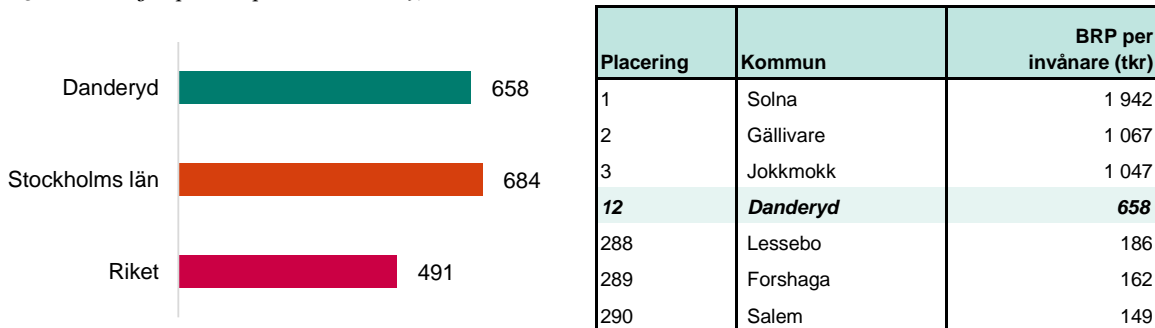 Danderyd 658
Stockholms län 684
Riket 491
Placering Kommun BRP per invånare (tkr)
1 Solna 1 942
2 Gällivare 1 067
3 Jokkmokk 1 047
12 Danderyd 658
288 Lessebo 186
289 Forshaga 162
290 Salem 149